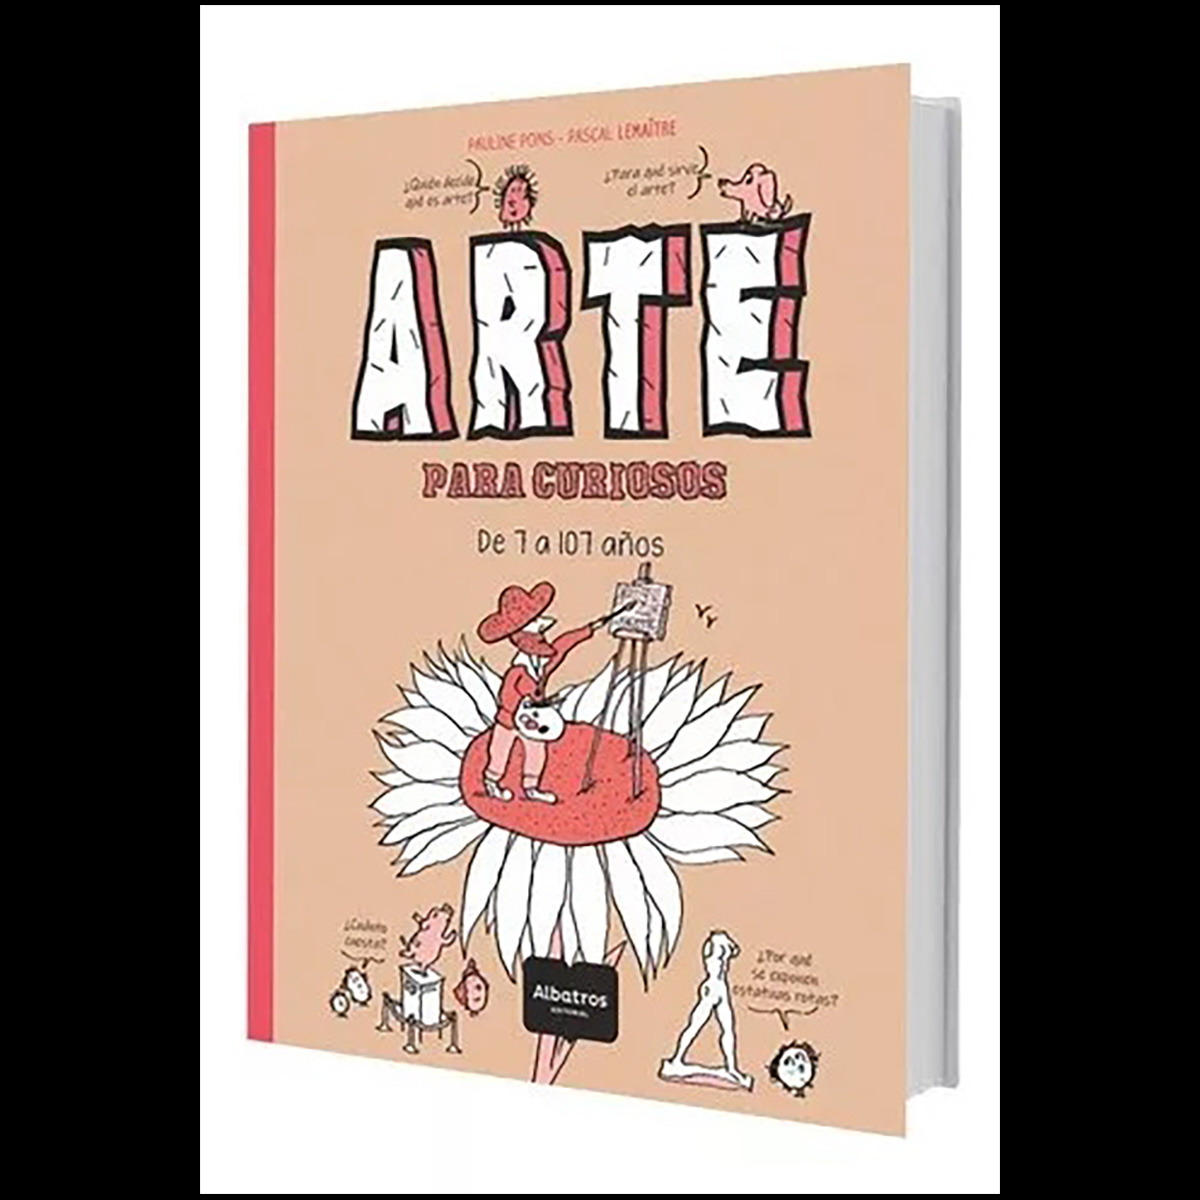 PAULINE PONS - PASCAL LEMAÎTRE
¿Quién decide
qué es arte?
¿Para qué sirve
el arte?
ARTE
PARA CURIOSOS
De 7 a 107 años
¿Cuánto
cuesta?
¿Por qué
se exponen
estatuas rotas?
Albatros
EDITORIAL